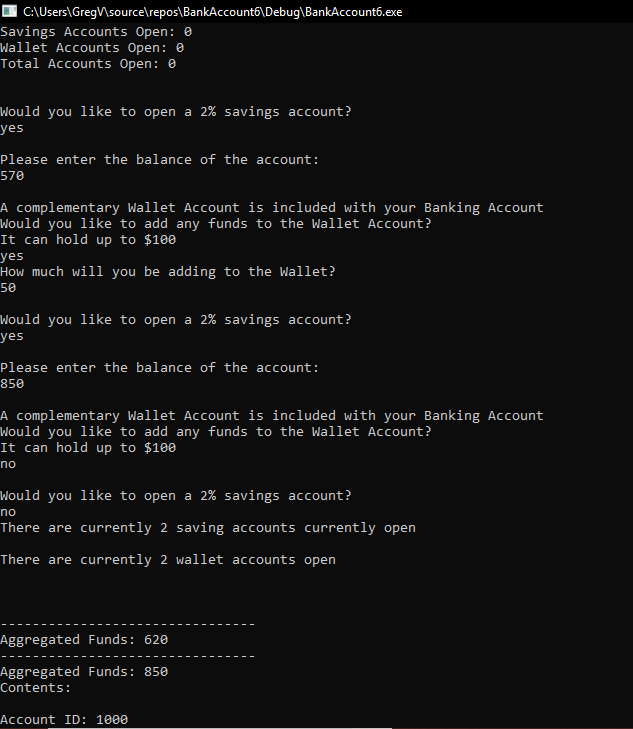 C:\Users\GregV\source\repos\BankAccount6\Debug\BankAccount6.exe
Savings Accounts Open: 0
Wallet Accounts Open: 0
Total Accounts Open: 0
Would you like to open a 2% savings account?
yes
Please enter the balance of the account:
570
A complementary Wallet Account is included with your Banking Account
Would you like to add any funds to the Wallet Account?
It can hold up to $100
yes
How much will you be adding to the Wallet?
50
Would you like to open a 2% savings account?
yes
Please enter the balance of the account:
850
A complementary Wallet Account is included with your Banking Account
Would you like to add any funds to the Wallet Account?
It can hold up to $100
no
Would you like to open a 2% savings account?
no
There are currently 2 saving accounts currently open
There are currently 2 wallet accounts open
--------------------------------
Aggregated Funds: 620
--------------------------------
Aggregated Funds: 850
Contents:
Account ID: 1000